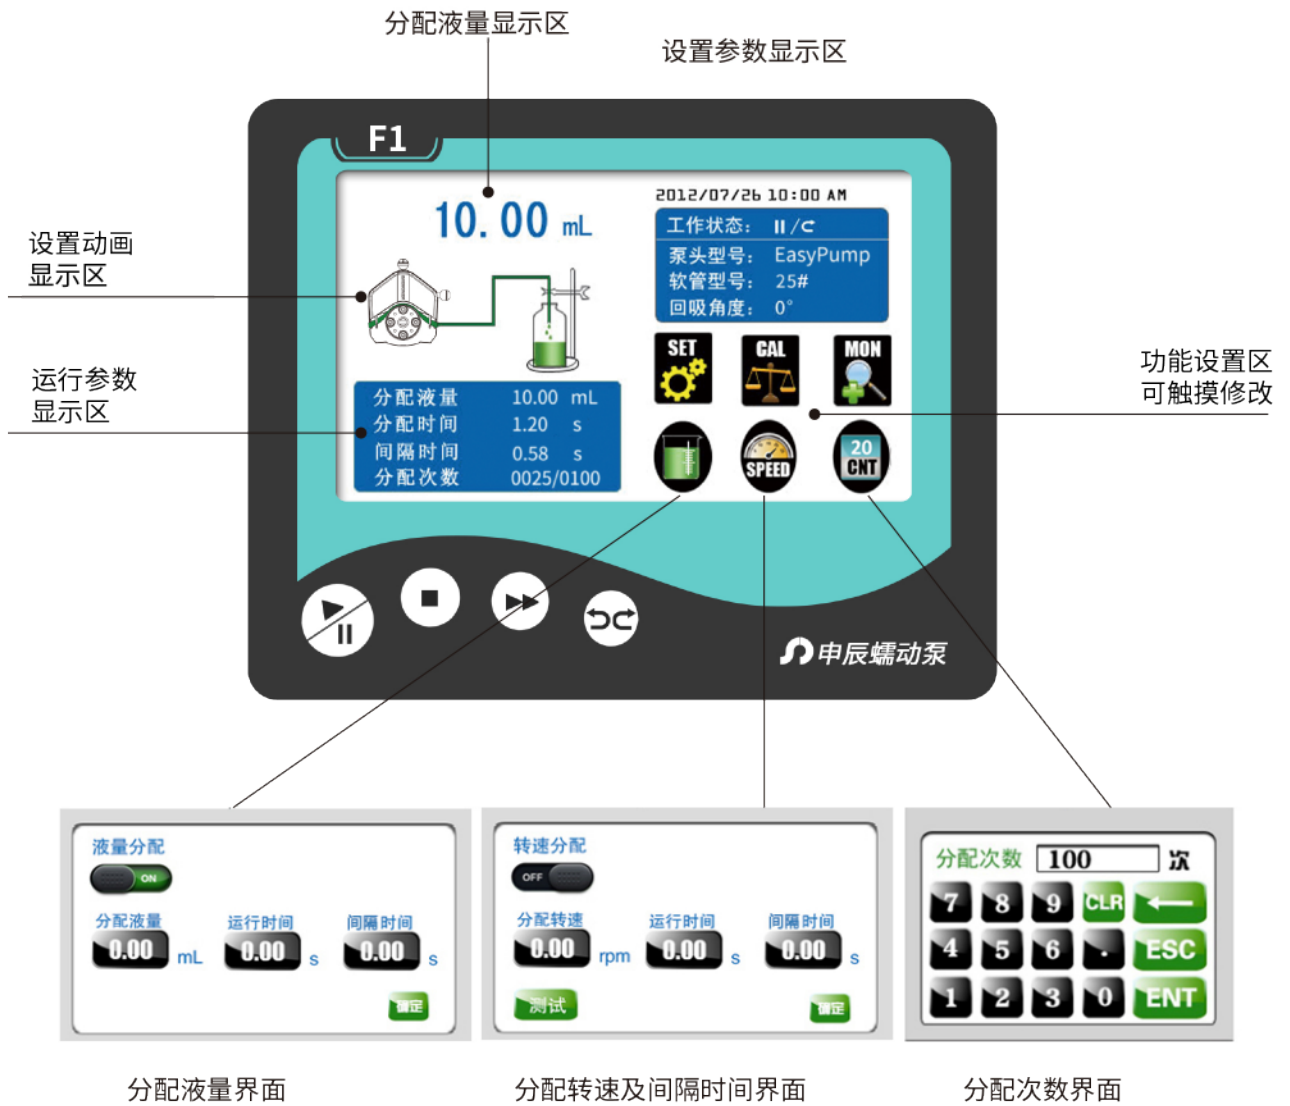 分配液量显示区
设置参数显示区
F1
2012/07/26 10:00 AM
10.00 mL
工作状态：
泵头型号： EasyPump
软管型号： 25#
回吸角度： 0°
设置动画
显示区
SET
CAL
MON
功能设置区
可触摸修改
运行参数
显示区
分配液量 10.00 mL
分配时间 1.20 s
间隔时间 0.58 s
分配次数 0025/0100
SPEED
20
CNT
申辰蠕动泵
液量分配
ON
分配液量 运行时间 间隔时间
0.00 mL 0.00 s 0.00 s
确定
转速分配
OFF
分配转速 运行时间 间隔时间
0.00 rpm 0.00 s 0.00 s
测试 确定
分配次数 100 次
7 8 9 CLR ←
4 5 6 . ESC
1 2 3 0 ENT
分配液量界面
分配转速及间隔时间界面
分配次数界面